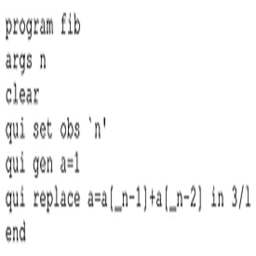 program fib
args n
clear
qui set obs `n'
qui gen a=1
qui replace a=a[_n-1]+a[_n-2] in 3/l
end